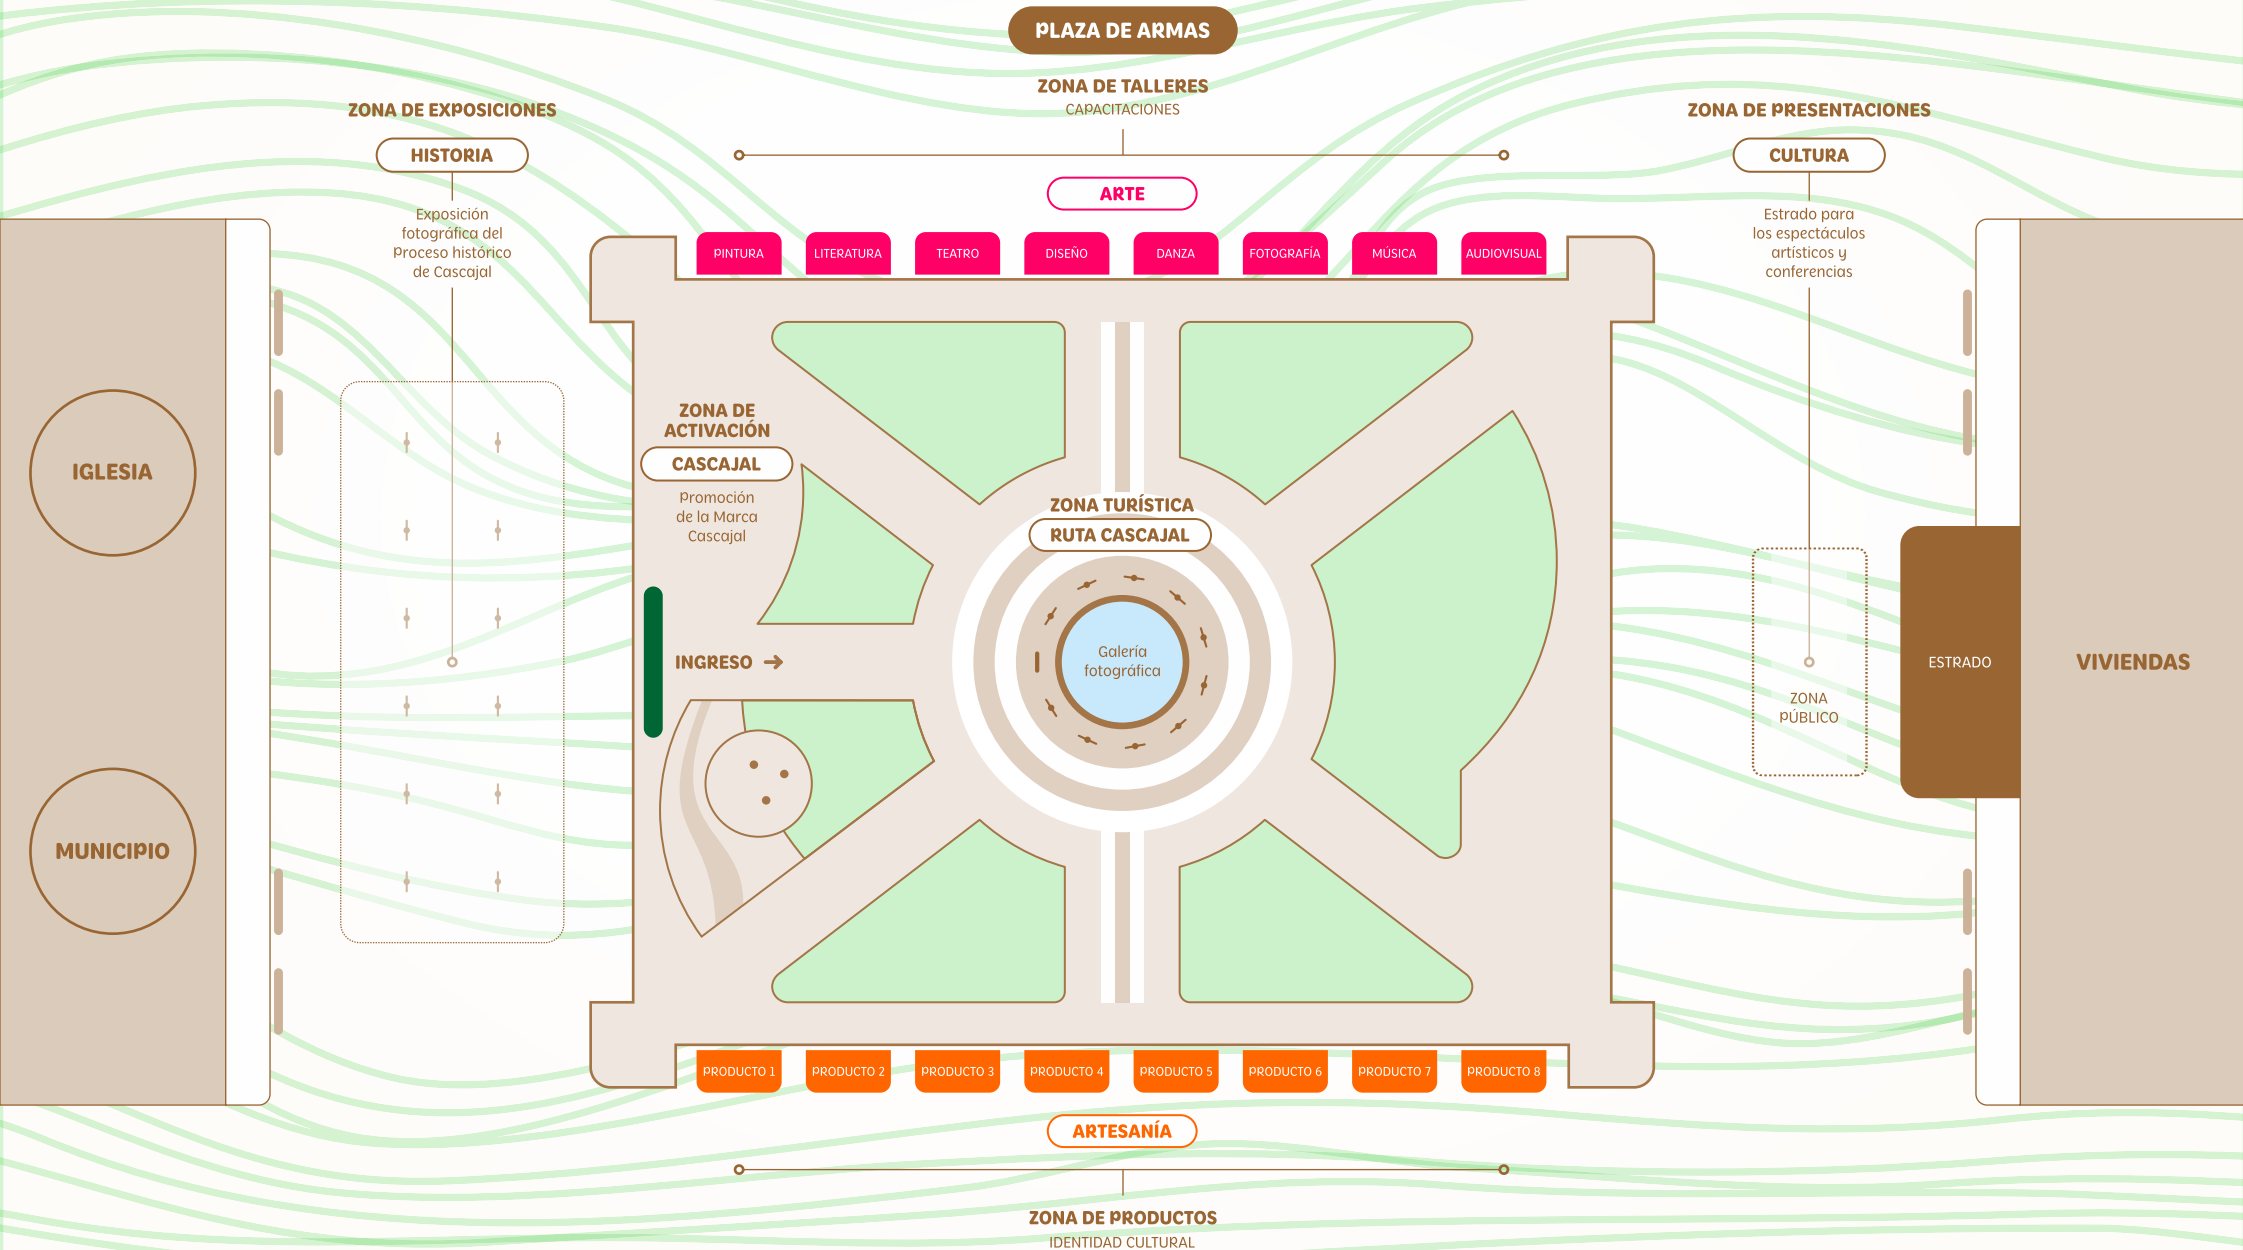 PLAZA DE ARMAS
ZONA DE TALLERES
CAPACITACIONES
ZONA DE EXPOSICIONES
HISTORIA
Exposición
fotográfica del
Proceso histórico
de Cascajal
ZONA DE PRESENTACIONES
CULTURA
Estrado para
los espectáculos
artísticos y
conferencias
ARTE
PINTURA
LITERATURA
TEATRO
DISEÑO
DANZA
FOTOGRAFÍA
MÚSICA
AUDIOVISUAL
IGLESIA
MUNICIPIO
ZONA DE
ACTIVACIÓN
CASCAJAL
Promoción
de la Marca
Cascajal
INGRESO
ZONA TURÍSTICA
RUTA CASCAJAL
Galería
fotográfica
ZONA
PÚBLICO
ESTRADO
VIVIENDAS
PRODUCTO 1
PRODUCTO 2
PRODUCTO 3
PRODUCTO 4
PRODUCTO 5
PRODUCTO 6
PRODUCTO 7
PRODUCTO 8
ARTESANÍA
ZONA DE PRODUCTOS
IDENTIDAD CULTURAL